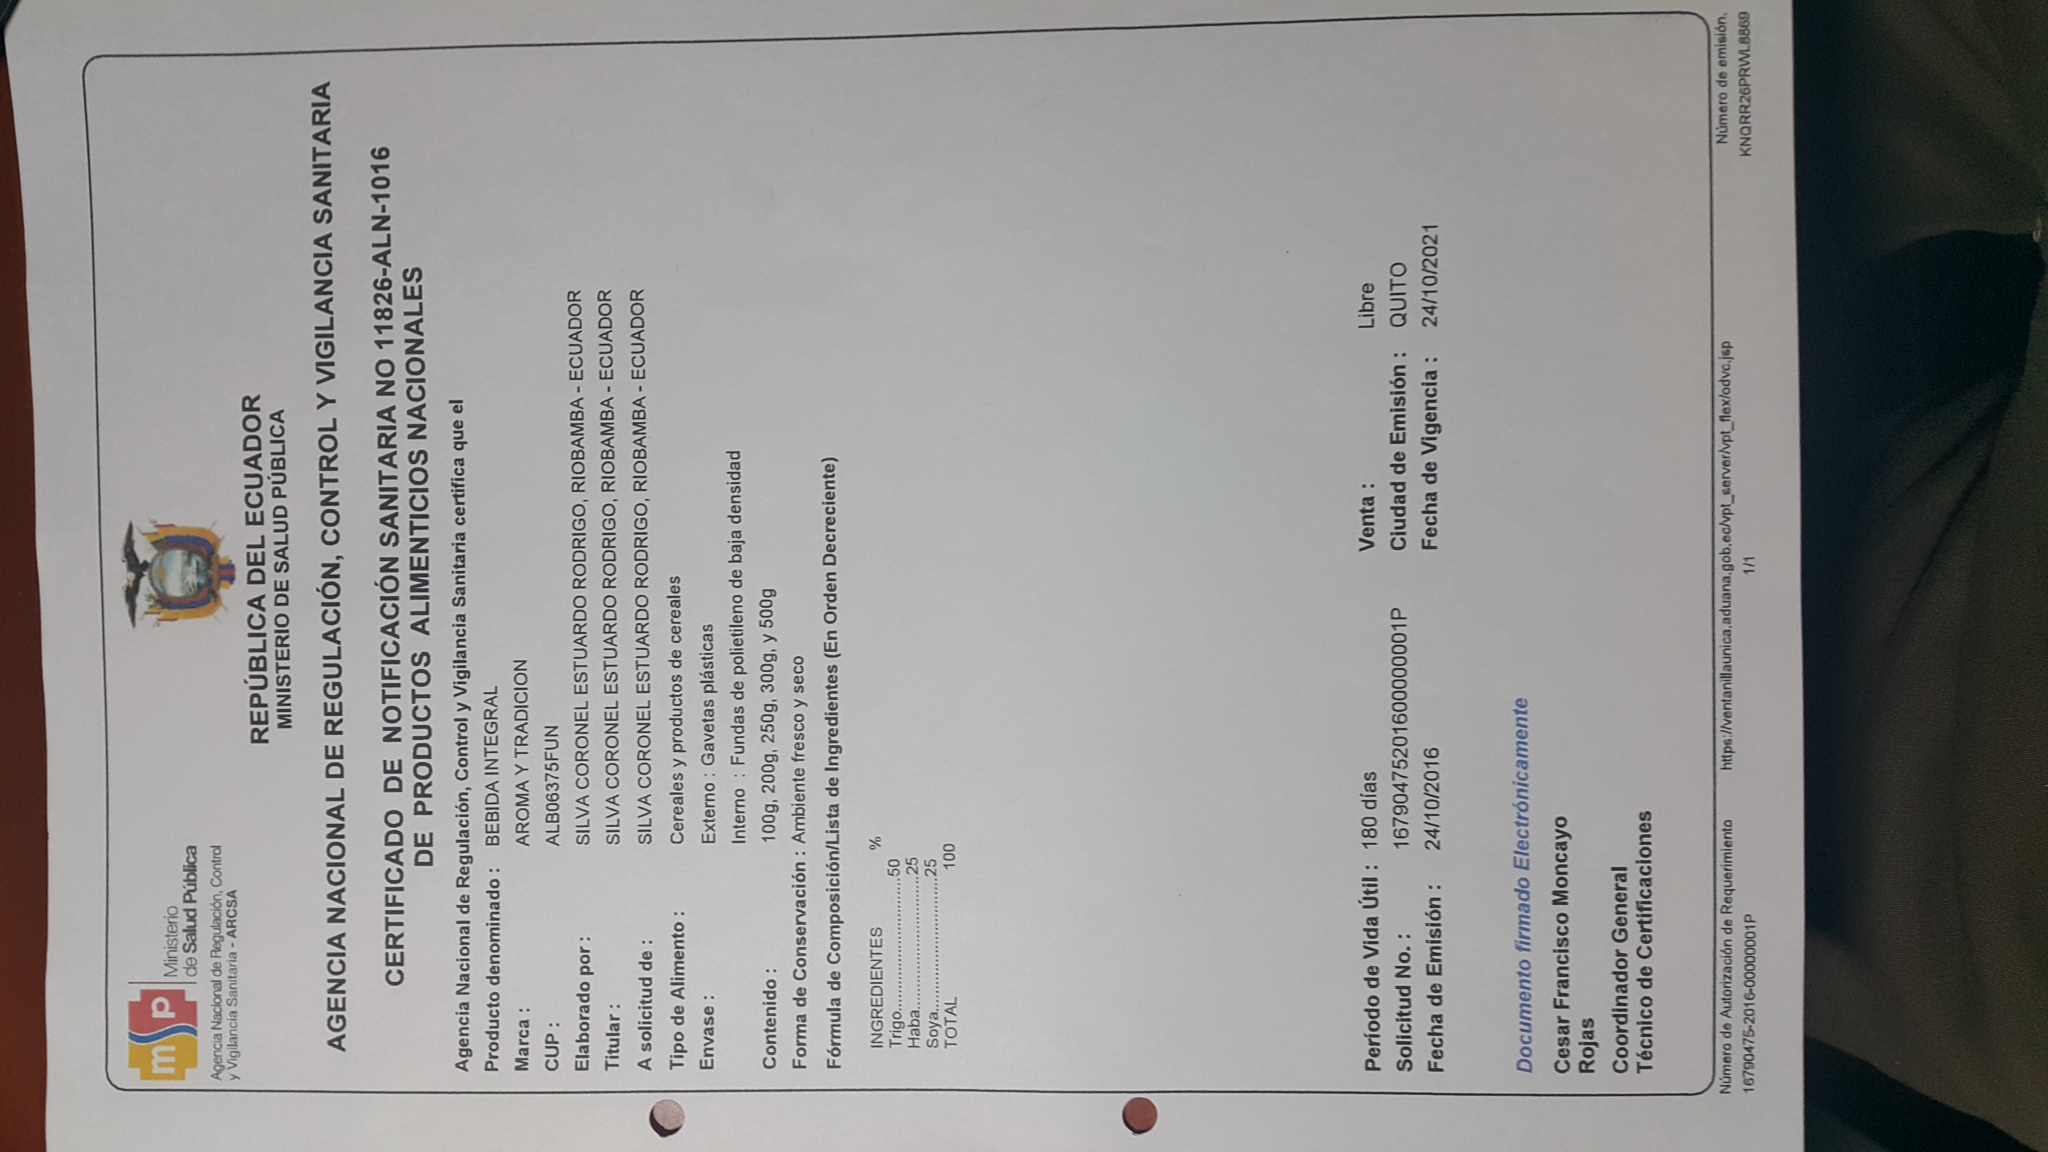 msp
Ministerio
de Salud Pública
Agencia Nacional de Regulación, Control
y Vigilancia Sanitaria - ARCSA
REPÚBLICA DEL ECUADOR
MINISTERIO DE SALUD PÚBLICA
AGENCIA NACIONAL DE REGULACIÓN, CONTROL Y VIGILANCIA SANITARIA
CERTIFICADO DE NOTIFICACIÓN SANITARIA NO 11826-ALN-1016
DE PRODUCTOS ALIMENTICIOS NACIONALES
Agencia Nacional de Regulación, Control y Vigilancia Sanitaria certifica que el
Producto denominado : BEBIDA INTEGRAL
Marca : AROMA Y TRADICION
CUP : ALB06375FUN
Elaborado por : SILVA CORONEL ESTUARDO RODRIGO, RIOBAMBA - ECUADOR
Titular : SILVA CORONEL ESTUARDO RODRIGO, RIOBAMBA - ECUADOR
A solicitud de : SILVA CORONEL ESTUARDO RODRIGO, RIOBAMBA - ECUADOR
Tipo de Alimento : Cereales y productos de cereales
Envase : Externo : Gavetas plásticas
Interno : Fundas de polietileno de baja densidad
Contenido : 100g, 200g, 250g, 300g, y 500g
Forma de Conservación : Ambiente fresco y seco
Fórmula de Composición/Lista de Ingredientes (En Orden Decreciente)
INGREDIENTES %
Trigo..............................50
Haba..............................25
Soya..............................25
TOTAL 100
Período de Vida Útil : 180 días Venta : Libre
Solicitud No. : 16790475201600000001P Ciudad de Emisión : QUITO
Fecha de Emisión : 24/10/2016 Fecha de Vigencia : 24/10/2021
Documento firmado Electrónicamente
Cesar Francisco Moncayo
Rojas
Coordinador General
Técnico de Certificaciones
Número de Autorización de Requerimiento https://ventanillaunica.aduana.gob.ec/vpt_server/vpt_flex/odvc.jsp Número de emisión.
16790475-2016-00000001P 1/1 KNQRR26PRWL8869